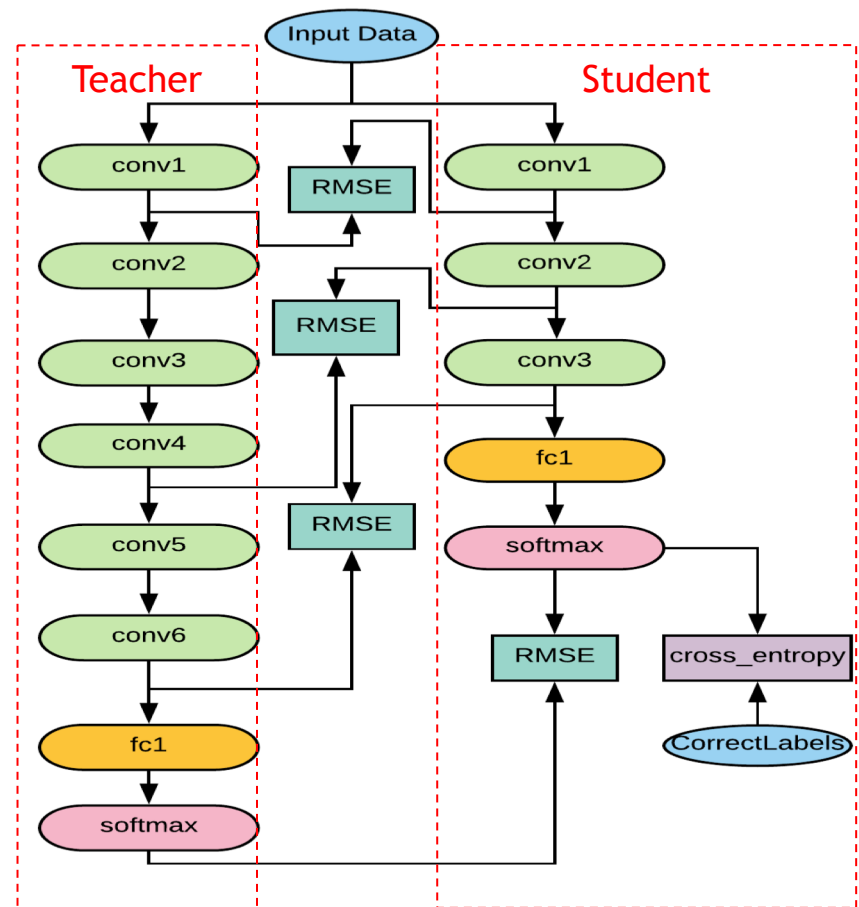 Input Data
Teacher
Student
conv1
RMSE
conv1
conv2
conv2
RMSE
conv3
conv3
conv4
fc1
RMSE
conv5
softmax
conv6
RMSE
cross_entropy
fc1
CorrectLabels
softmax